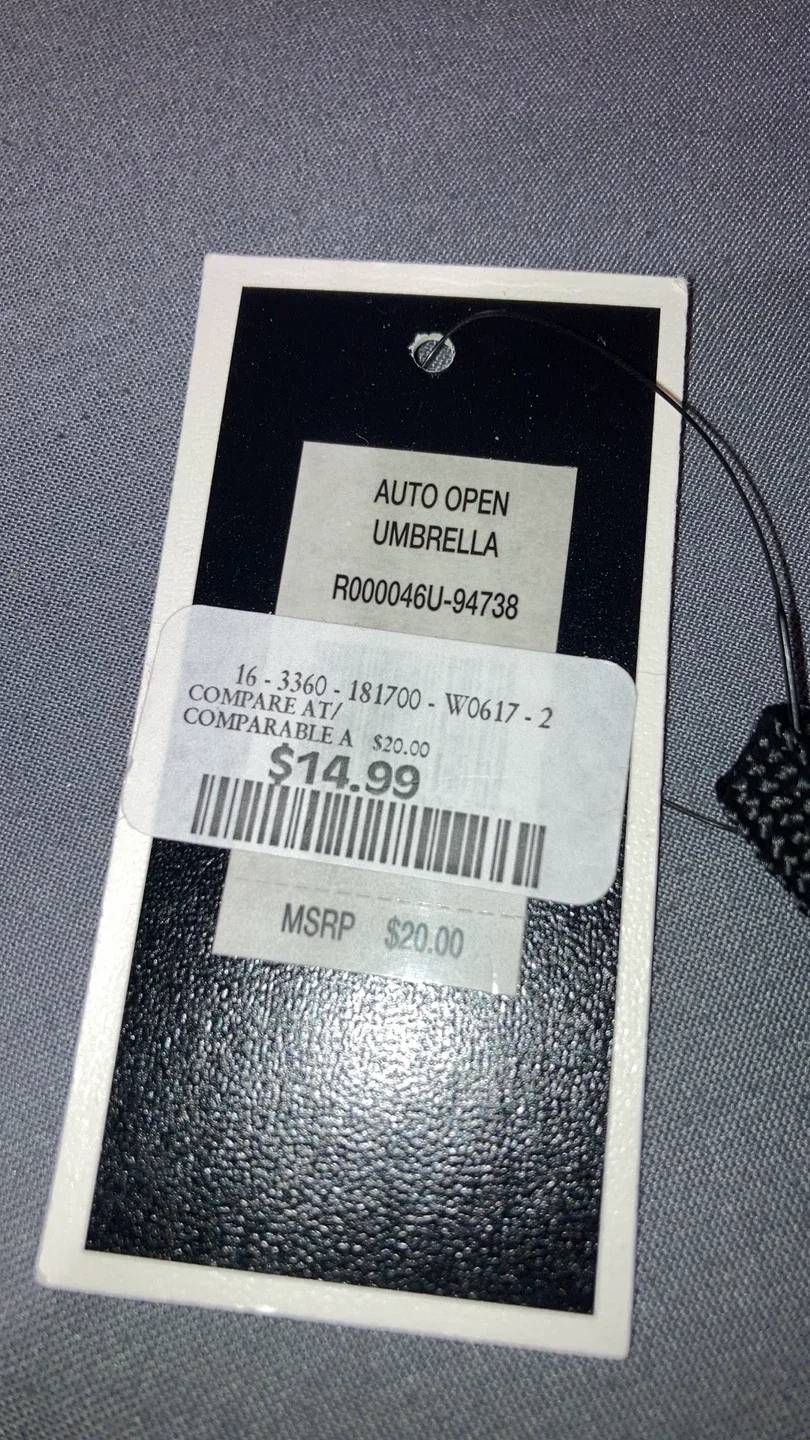 AUTO OPEN
UMBRELLA
R000046U-94738
16 - 3360 - 181700 - W0617 - 2
COMPARE AT/
COMPARABLE A $20.00
$14.99
MSRP $20.00